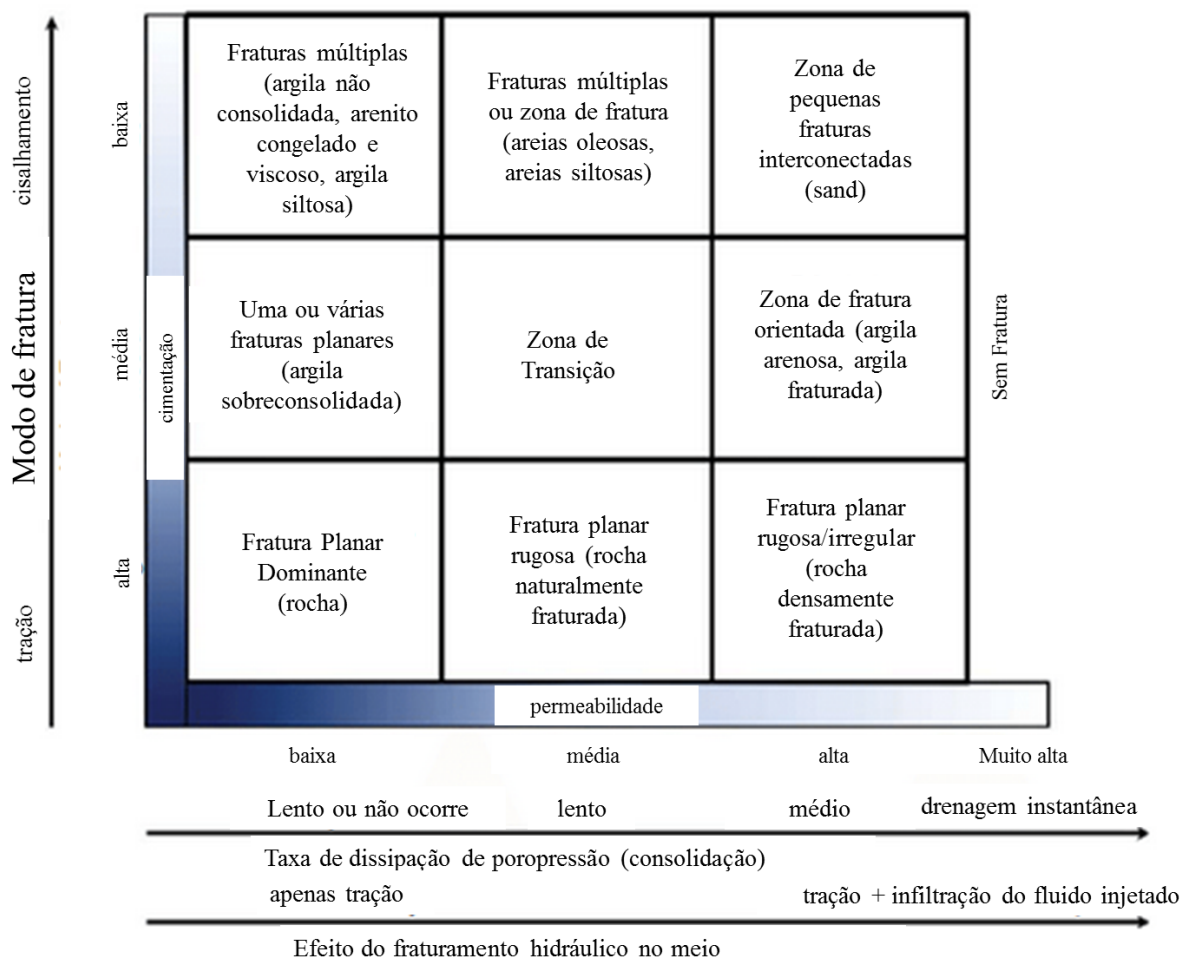 cisalhamento
Modo de fratura
tração
baixa
média
alta
cimentação
Fraturas múltiplas
(argila não
consolidada, arenito
congelado e
viscoso, argila
siltosa)
Fraturas múltiplas
ou zona de fratura
(areias oleosas,
areias siltosas)
Zona de
pequenas
fraturas
interconectadas
(sand)
Uma ou várias
fraturas planares
(argila
sobreconsolidada)
Zona de
Transição
Zona de fratura
orientada (argila
arenosa, argila
fraturada)
Sem Fratura
Fratura Planar
Dominante
(rocha)
Fratura planar
rugosa (rocha
naturalmente
fraturada)
Fratura planar
rugosa/irregular
(rocha
densamente
fraturada)
permeabilidade
baixa
média
alta
Muito alta
Lento ou não ocorre
lento
médio
drenagem instantânea
Taxa de dissipação de poropressão (consolidação)
apenas tração
tração + infiltração do fluido injetado
Efeito do fraturamento hidráulico no meio